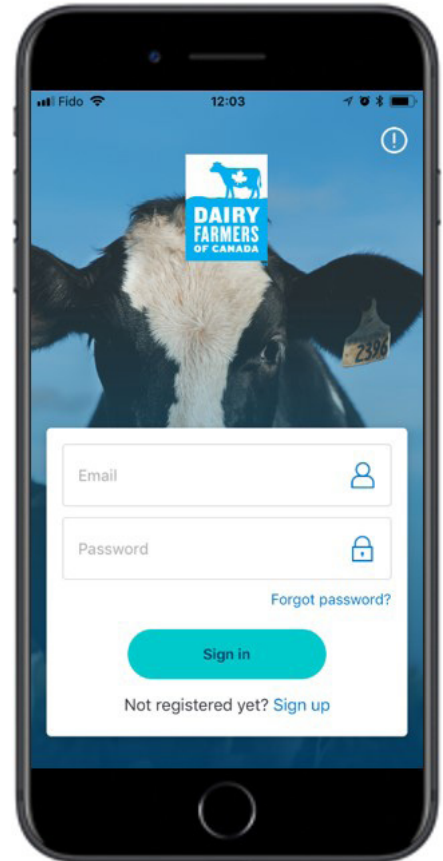 Fido
12:03
DAIRY
FARMERS
OF CANADA
2396
Email
Password
Forgot password?
Sign in
Not registered yet? Sign up